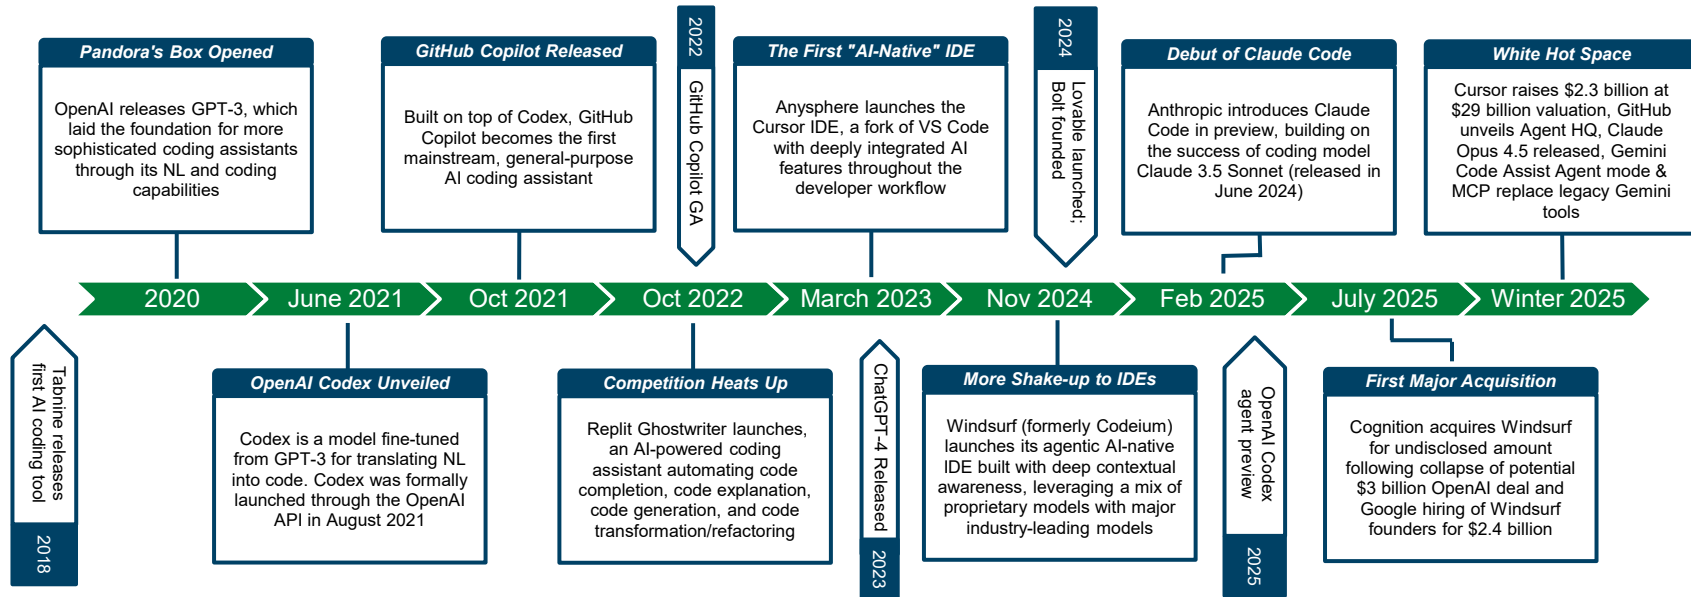 Pandora's Box Opened
OpenAI releases GPT-3, which
laid the foundation for more
sophisticated coding assistants
through its NL and coding
capabilities
GitHub Copilot Released
Built on top of Codex, GitHub
Copilot becomes the first
mainstream, general-purpose
AI coding assistant
2022
GitHub Copilot GA
The First "AI-Native" IDE
Anysphere launches the
Cursor IDE, a fork of VS Code
with deeply integrated AI
features throughout the
developer workflow
2024
Lovable launched;
Bolt founded
Debut of Claude Code
Anthropic introduces Claude
Code in preview, building on
the success of coding model
Claude 3.5 Sonnet (released in
June 2024)
White Hot Space
Cursor raises $2.3 billion at
$29 billion valuation, GitHub
unveils Agent HQ, Claude
Opus 4.5 released, Gemini
Code Assist Agent mode &
MCP replace legacy Gemini
tools
2020
June 2021
Oct 2021
Oct 2022
March 2023
Nov 2024
Feb 2025
July 2025
Winter 2025
Tabnine releases
first AI coding tool
2018
OpenAI Codex Unveiled
Codex is a model fine-tuned
from GPT-3 for translating NL
into code. Codex was formally
launched through the OpenAI
API in August 2021
Competition Heats Up
Replit Ghostwriter launches,
an AI-powered coding
assistant automating code
completion, code explanation,
code generation, and code
transformation/refactoring
ChatGPT-4 Released
2023
More Shake-up to IDEs
Windsurf (formerly Codeium)
launches its agentic AI-native
IDE built with deep contextual
awareness, leveraging a mix of
proprietary models with major
industry-leading models
OpenAI Codex
agent preview
2025
First Major Acquisition
Cognition acquires Windsurf
for undisclosed amount
following collapse of potential
$3 billion OpenAI deal and
Google hiring of Windsurf
founders for $2.4 billion